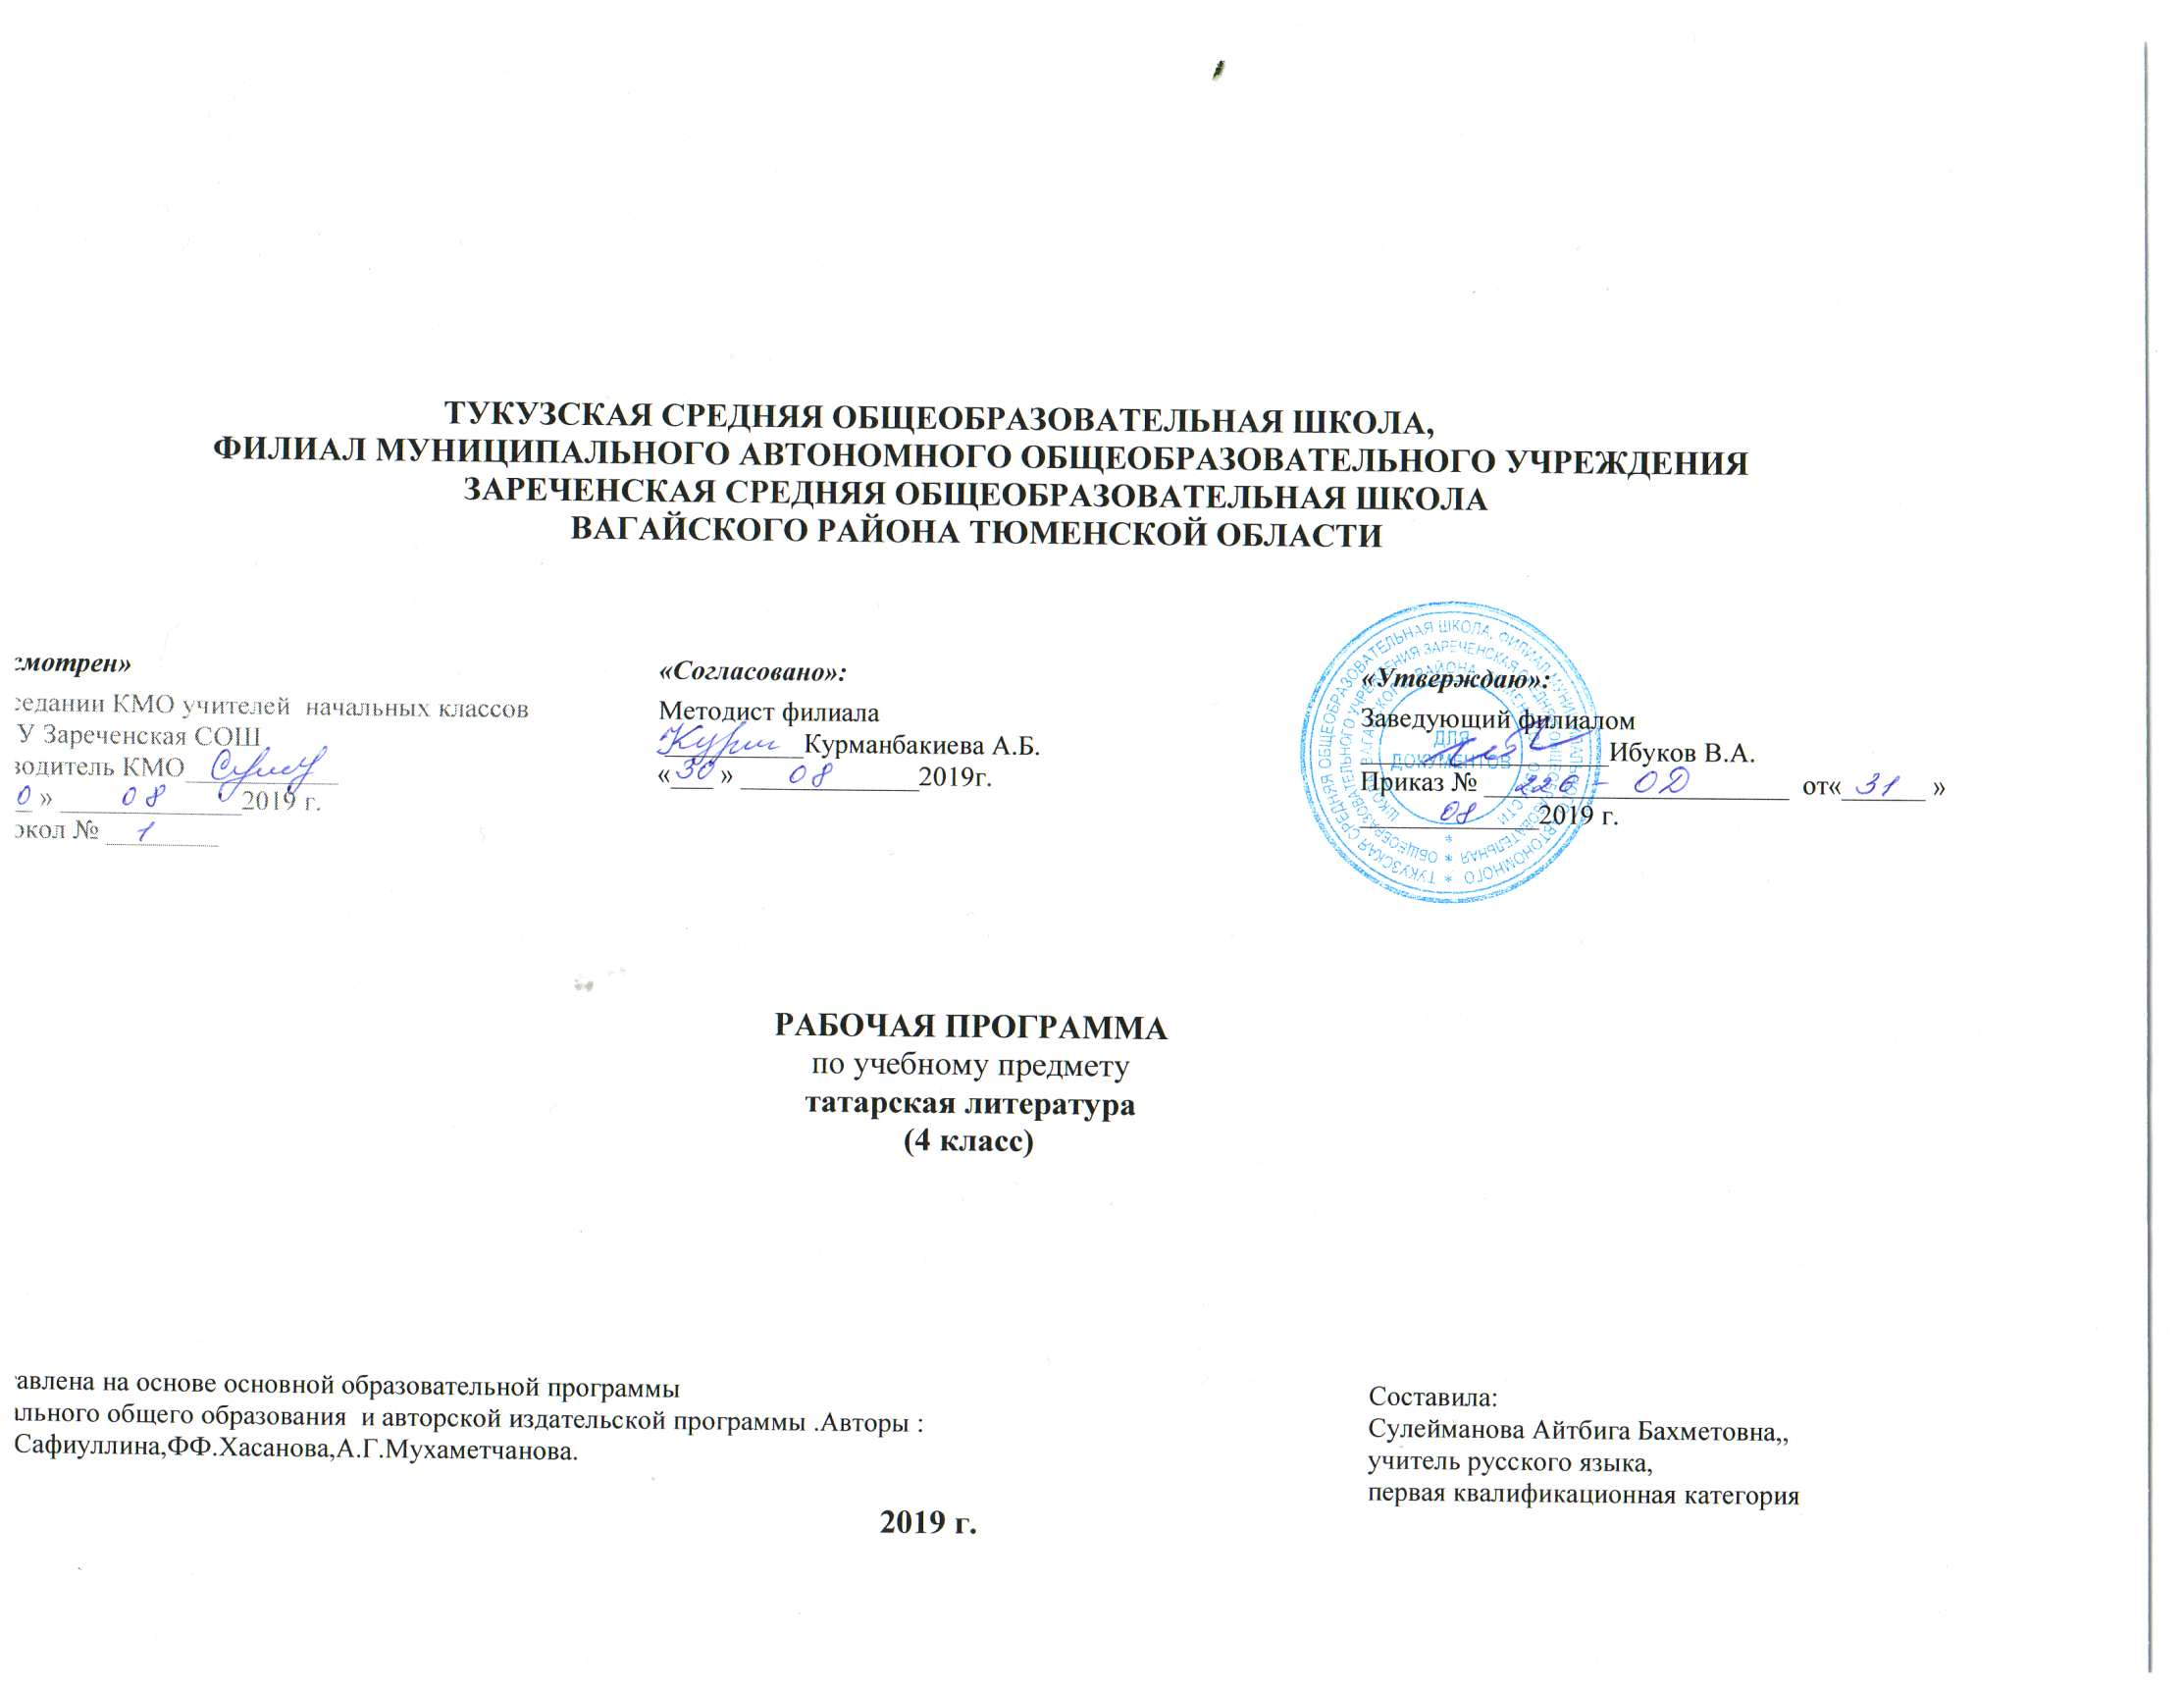 ТУКУЗСКАЯ СРЕДНЯЯ ОБЩЕОБРАЗОВАТЕЛЬНАЯ ШКОЛА,
ФИЛИАЛ МУНИЦИПАЛЬНОГО АВТОНОМНОГО ОБЩЕОБРАЗОВАТЕЛЬНОГО УЧРЕЖДЕНИЯ
ЗАРЕЧЕНСКАЯ СРЕДНЯЯ ОБЩЕОБРАЗОВАТЕЛЬНАЯ ШКОЛА
ВАГАЙСКОГО РАЙОНА ТЮМЕНСКОЙ ОБЛАСТИ
смотрен»
седании КМО учителей начальных классов
У Зареченская СОШ
водитель КМО
0 » 08 2019 г.
окол № 1
«Согласовано»:
Методист филиала
Курманбакиева А.Б.
«30 » 08 2019г.
«Утверждаю»:
Заведующий филиалом
Ибуков В.А.
Приказ № 226 - ОД от« 31 »
08 2019 г.
ДЛЯ
ДОКУМЕНТОВ
РАБОЧАЯ ПРОГРАММА
по учебному предмету
татарская литература
(4 класс)
авлена на основе основной образовательной программы
льного общего образования и авторской издательской программы .Авторы :
Сафиуллина,ФФ.Хасанова,А.Г.Мухаметчанова.
Составила:
Сулейманова Айтбига Бахметовна,,
учитель русского языка,
первая квалификационная категория
2019 г.